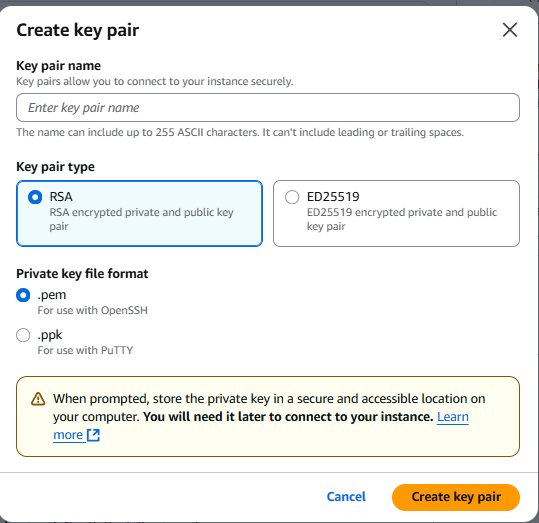 Create key pair
Key pair name
Key pairs allow you to connect to your instance securely.
Enter key pair name
The name can include up to 255 ASCII characters. It can't include leading or trailing spaces.
Key pair type
RSA
RSA encrypted private and public key
pair
ED25519
ED25519 encrypted private and public
key pair
Private key file format
.pem
For use with OpenSSH
.ppk
For use with PuTTY
When prompted, store the private key in a secure and accessible location on
your computer. You will need it later to connect to your instance. Learn
more
Cancel
Create key pair